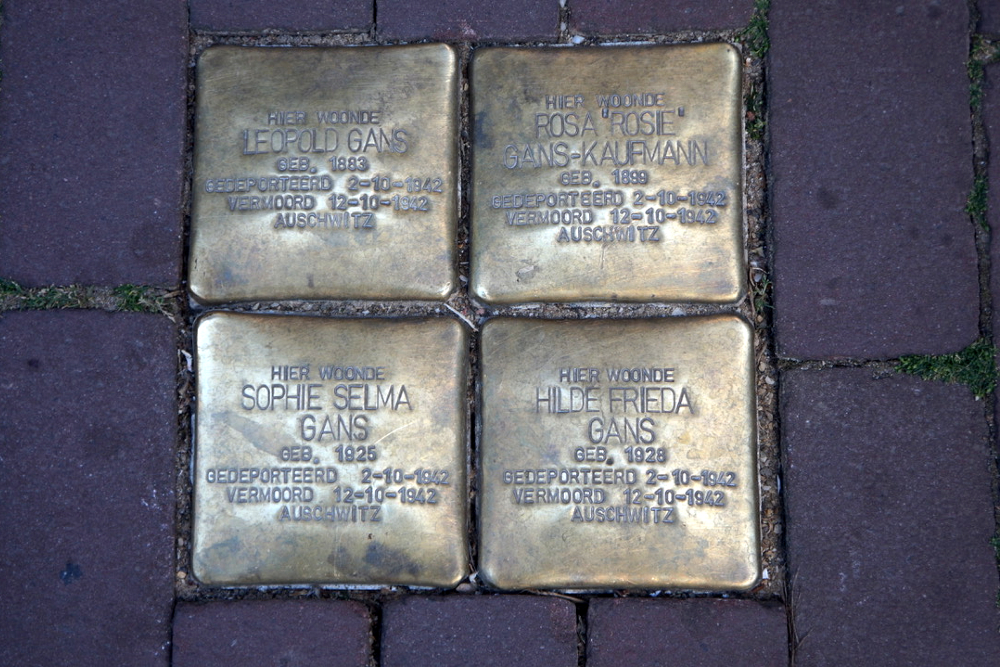 HIER WOONDE
LEOPOLD GANS
GEB. 1883
GEDEPORTEERD 2-10-1942
VERMOORD 12-10-1942
AUSCHWITZ
HIER WOONDE
ROSA "ROSIE"
GANS-KAUFMANN
GEB. 1899
GEDEPORTEERD 2-10-1942
VERMOORD 12-10-1942
AUSCHWITZ
HIER WOONDE
SOPHIE SELMA
GANS
GEB. 1925
GEDEPORTEERD 2-10-1942
VERMOORD 12-10-1942
AUSCHWITZ
HIER WOONDE
HILDE FRIEDA
GANS
GEB. 1928
GEDEPORTEERD 2-10-1942
VERMOORD 12-10-1942
AUSCHWITZ